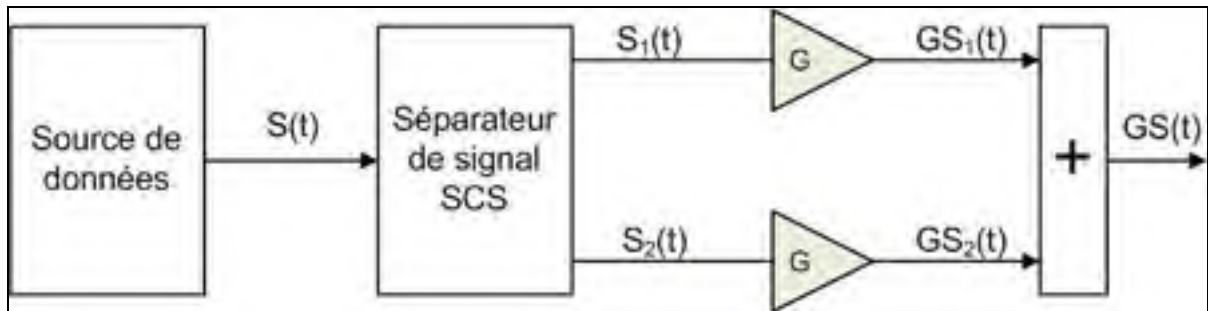 Source de
données
S(t)
Séparateur
de signal
SCS
S₁(t)
G
GS₁(t)
S₂(t)
G
GS₂(t)
+
GS(t)